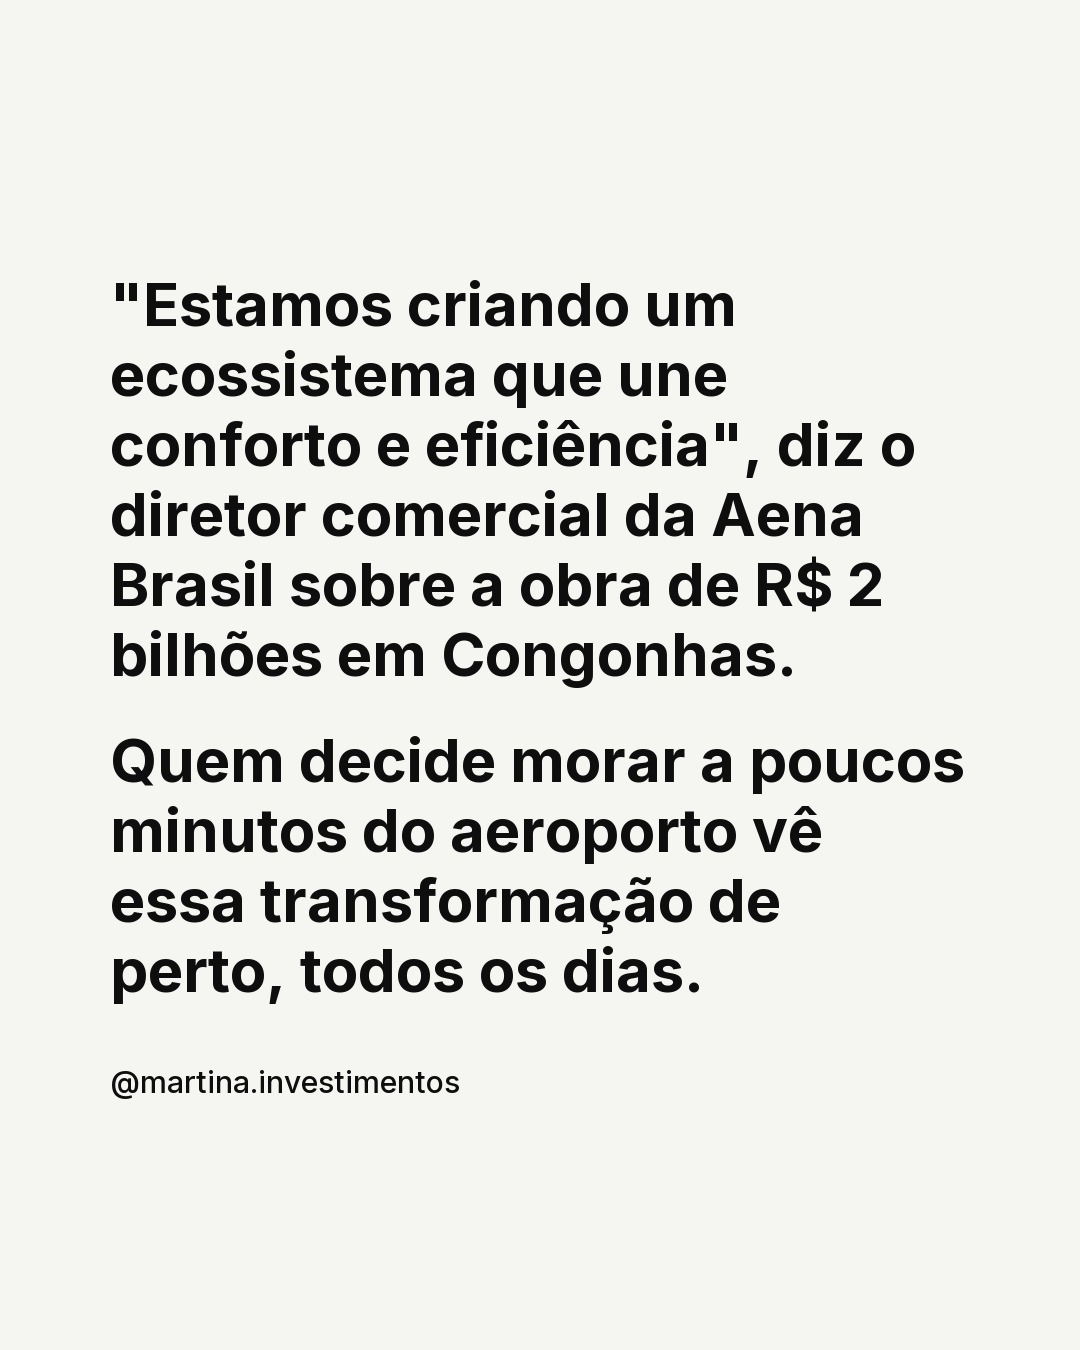 "Estamos criando um
ecossistema que une
conforto e eficiência", diz o
diretor comercial da Aena
Brasil sobre a obra de R$ 2
bilhões em Congonhas.
Quem decide morar a poucos
minutos do aeroporto vê
essa transformação de
perto, todos os dias.
@martina.investimentos